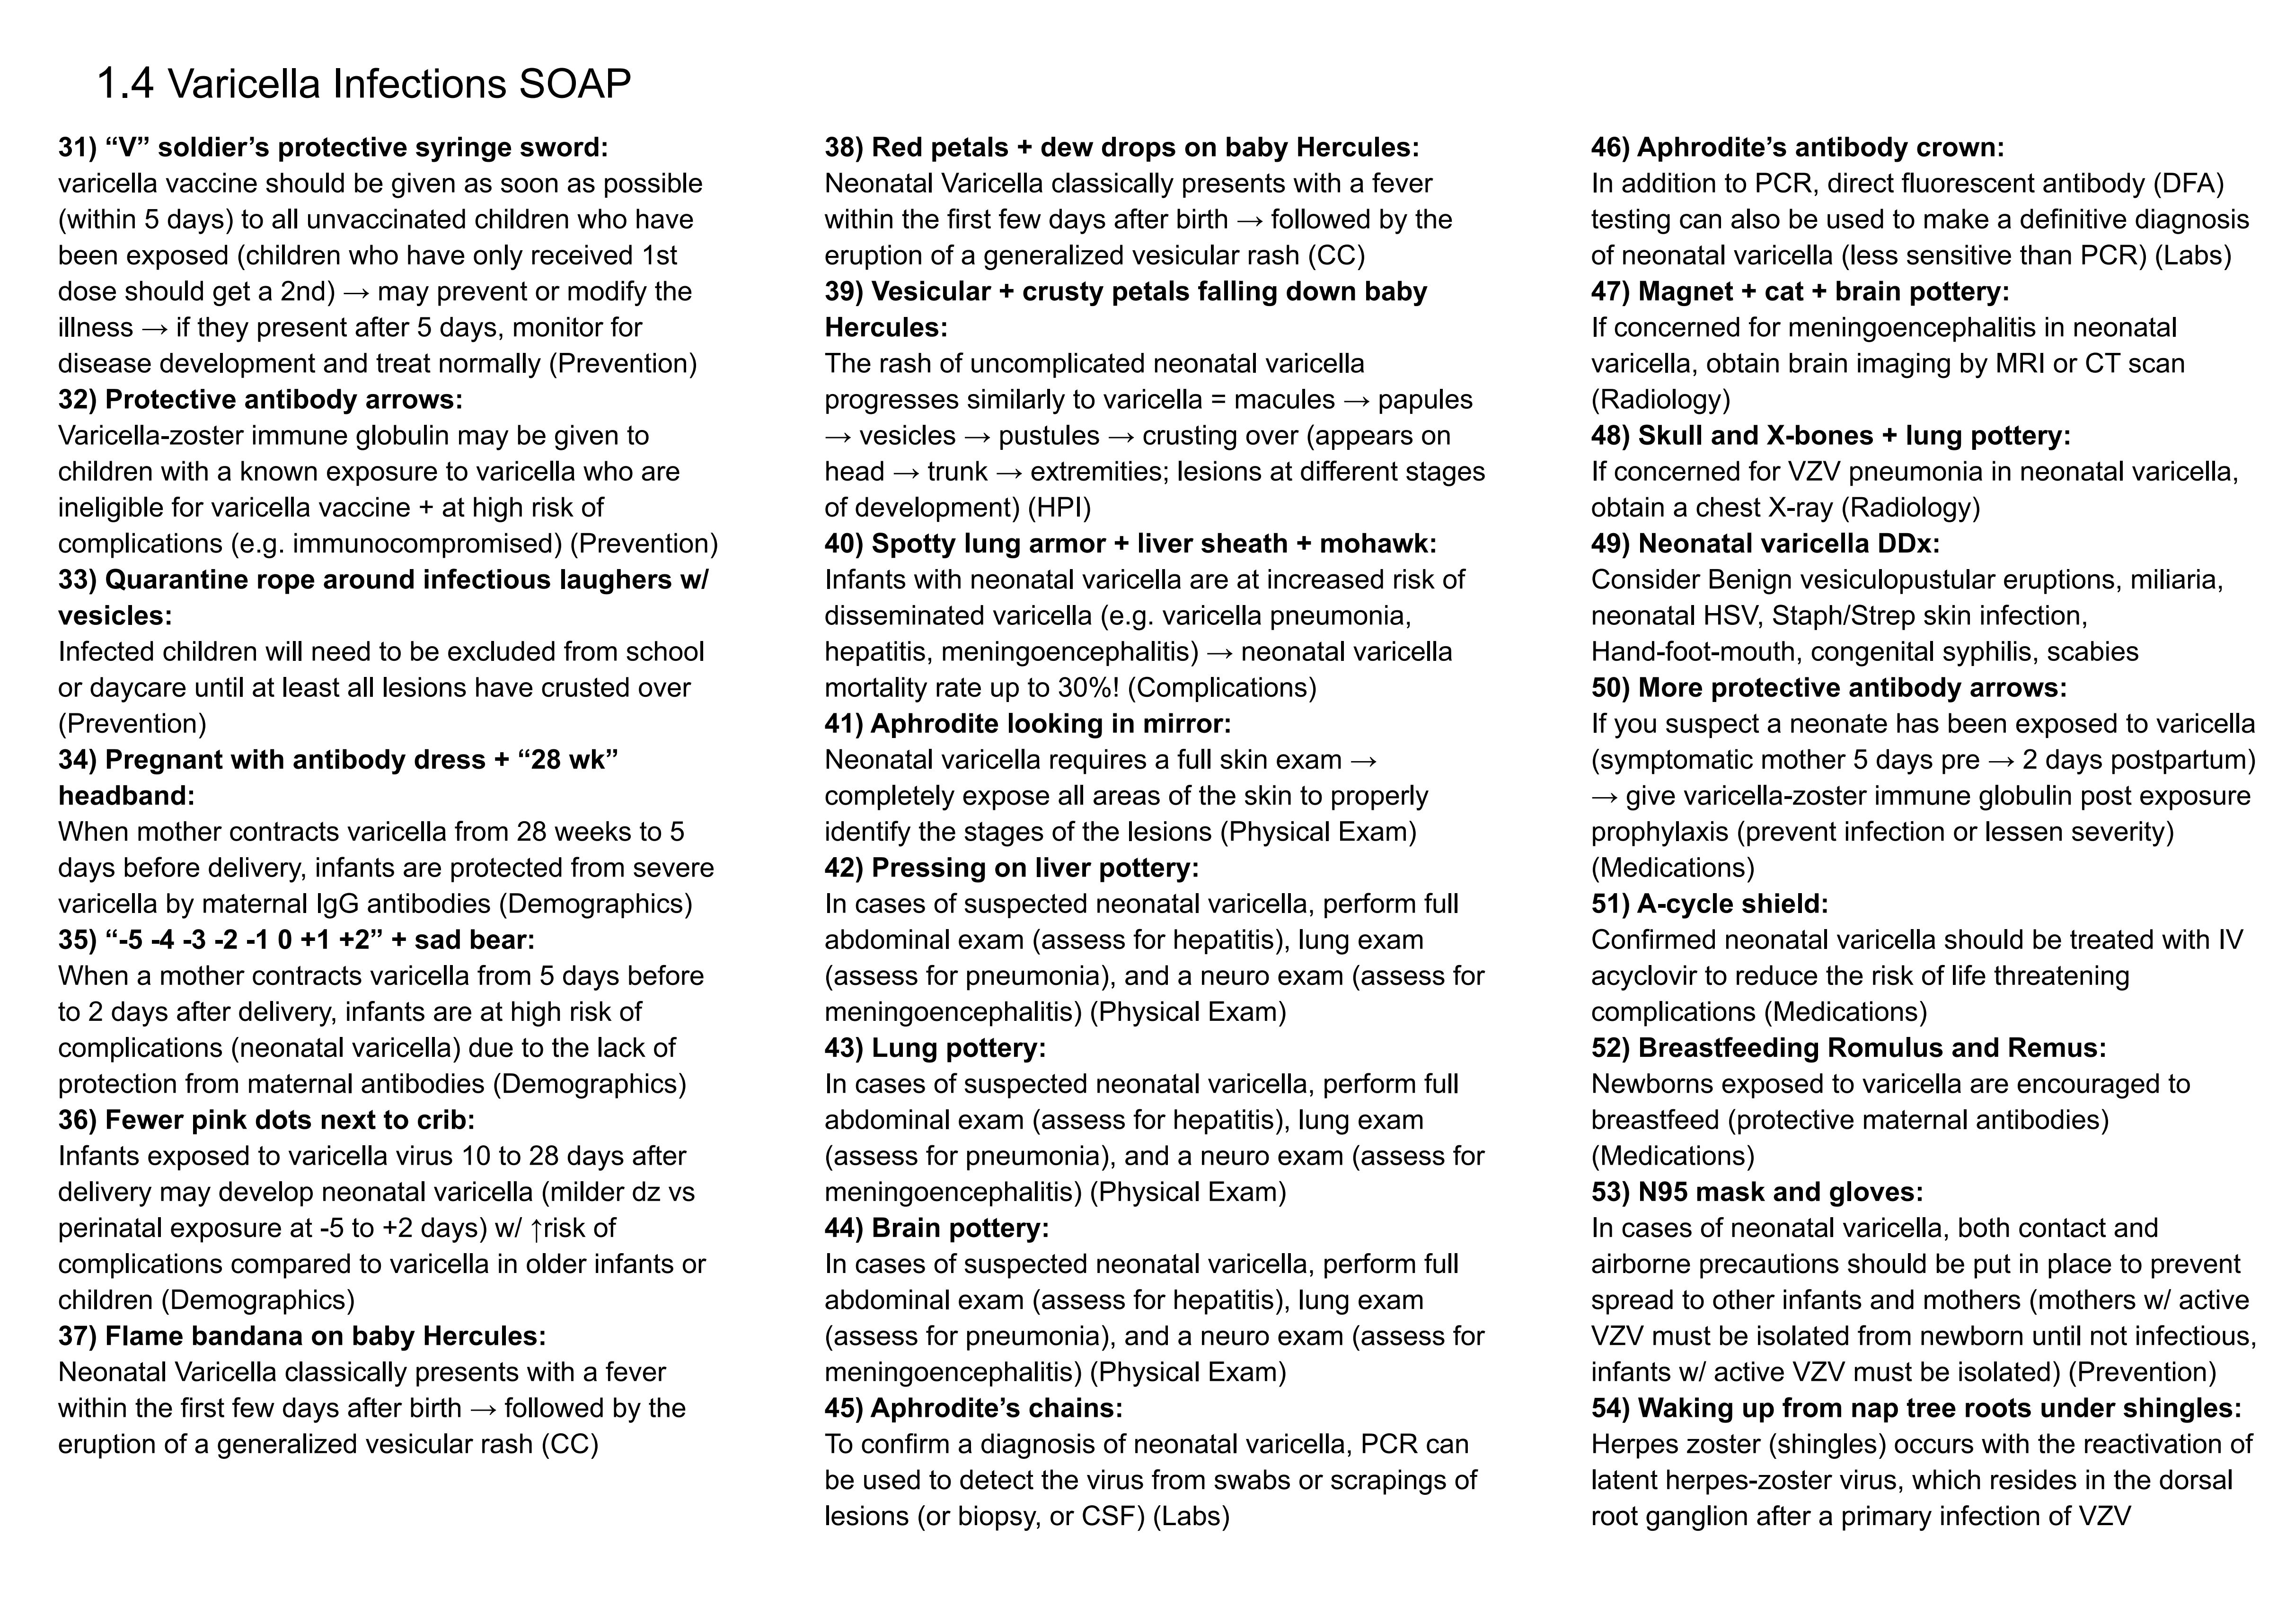 1.4 Varicella Infections SOAP
31) “V” soldier’s protective syringe sword:
varicella vaccine should be given as soon as possible
(within 5 days) to all unvaccinated children who have
been exposed (children who have only received 1st
dose should get a 2nd) → may prevent or modify the
illness → if they present after 5 days, monitor for
disease development and treat normally (Prevention)
32) Protective antibody arrows:
Varicella-zoster immune globulin may be given to
children with a known exposure to varicella who are
ineligible for varicella vaccine + at high risk of
complications (e.g. immunocompromised) (Prevention)
33) Quarantine rope around infectious laughers w/
vesicles:
Infected children will need to be excluded from school
or daycare until at least all lesions have crusted over
(Prevention)
34) Pregnant with antibody dress + “28 wk”
headband:
When mother contracts varicella from 28 weeks to 5
days before delivery, infants are protected from severe
varicella by maternal IgG antibodies (Demographics)
35) “-5 -4 -3 -2 -1 0 +1 +2” + sad bear:
When a mother contracts varicella from 5 days before
to 2 days after delivery, infants are at high risk of
complications (neonatal varicella) due to the lack of
protection from maternal antibodies (Demographics)
36) Fewer pink dots next to crib:
Infants exposed to varicella virus 10 to 28 days after
delivery may develop neonatal varicella (milder dz vs
perinatal exposure at -5 to +2 days) w/ ↑risk of
complications compared to varicella in older infants or
children (Demographics)
37) Flame bandana on baby Hercules:
Neonatal Varicella classically presents with a fever
within the first few days after birth → followed by the
eruption of a generalized vesicular rash (CC)
38) Red petals + dew drops on baby Hercules:
Neonatal Varicella classically presents with a fever
within the first few days after birth → followed by the
eruption of a generalized vesicular rash (CC)
39) Vesicular + crusty petals falling down baby
Hercules:
The rash of uncomplicated neonatal varicella
progresses similarly to varicella = macules → papules
→ vesicles → pustules → crusting over (appears on
head → trunk → extremities; lesions at different stages
of development) (HPI)
40) Spotty lung armor + liver sheath + mohawk:
Infants with neonatal varicella are at increased risk of
disseminated varicella (e.g. varicella pneumonia,
hepatitis, meningoencephalitis) → neonatal varicella
mortality rate up to 30%! (Complications)
41) Aphrodite looking in mirror:
Neonatal varicella requires a full skin exam →
completely expose all areas of the skin to properly
identify the stages of the lesions (Physical Exam)
42) Pressing on liver pottery:
In cases of suspected neonatal varicella, perform full
abdominal exam (assess for hepatitis), lung exam
(assess for pneumonia), and a neuro exam (assess for
meningoencephalitis) (Physical Exam)
43) Lung pottery:
In cases of suspected neonatal varicella, perform full
abdominal exam (assess for hepatitis), lung exam
(assess for pneumonia), and a neuro exam (assess for
meningoencephalitis) (Physical Exam)
44) Brain pottery:
In cases of suspected neonatal varicella, perform full
abdominal exam (assess for hepatitis), lung exam
(assess for pneumonia), and a neuro exam (assess for
meningoencephalitis) (Physical Exam)
45) Aphrodite’s chains:
To confirm a diagnosis of neonatal varicella, PCR can
be used to detect the virus from swabs or scrapings of
lesions (or biopsy, or CSF) (Labs)
46) Aphrodite’s antibody crown:
In addition to PCR, direct fluorescent antibody (DFA)
testing can also be used to make a definitive diagnosis
of neonatal varicella (less sensitive than PCR) (Labs)
47) Magnet + cat + brain pottery:
If concerned for meningoencephalitis in neonatal
varicella, obtain brain imaging by MRI or CT scan
(Radiology)
48) Skull and X-bones + lung pottery:
If concerned for VZV pneumonia in neonatal varicella,
obtain a chest X-ray (Radiology)
49) Neonatal varicella DDx:
Consider Benign vesiculopustular eruptions, miliaria,
neonatal HSV, Staph/Strep skin infection,
Hand-foot-mouth, congenital syphilis, scabies
50) More protective antibody arrows:
If you suspect a neonate has been exposed to varicella
(symptomatic mother 5 days pre → 2 days postpartum)
→ give varicella-zoster immune globulin post exposure
prophylaxis (prevent infection or lessen severity)
(Medications)
51) A-cycle shield:
Confirmed neonatal varicella should be treated with IV
acyclovir to reduce the risk of life threatening
complications (Medications)
52) Breastfeeding Romulus and Remus:
Newborns exposed to varicella are encouraged to
breastfeed (protective maternal antibodies)
(Medications)
53) N95 mask and gloves:
In cases of neonatal varicella, both contact and
airborne precautions should be put in place to prevent
spread to other infants and mothers (mothers w/ active
VZV must be isolated from newborn until not infectious,
infants w/ active VZV must be isolated) (Prevention)
54) Waking up from nap tree roots under shingles:
Herpes zoster (shingles) occurs with the reactivation of
latent herpes-zoster virus, which resides in the dorsal
root ganglion after a primary infection of VZV